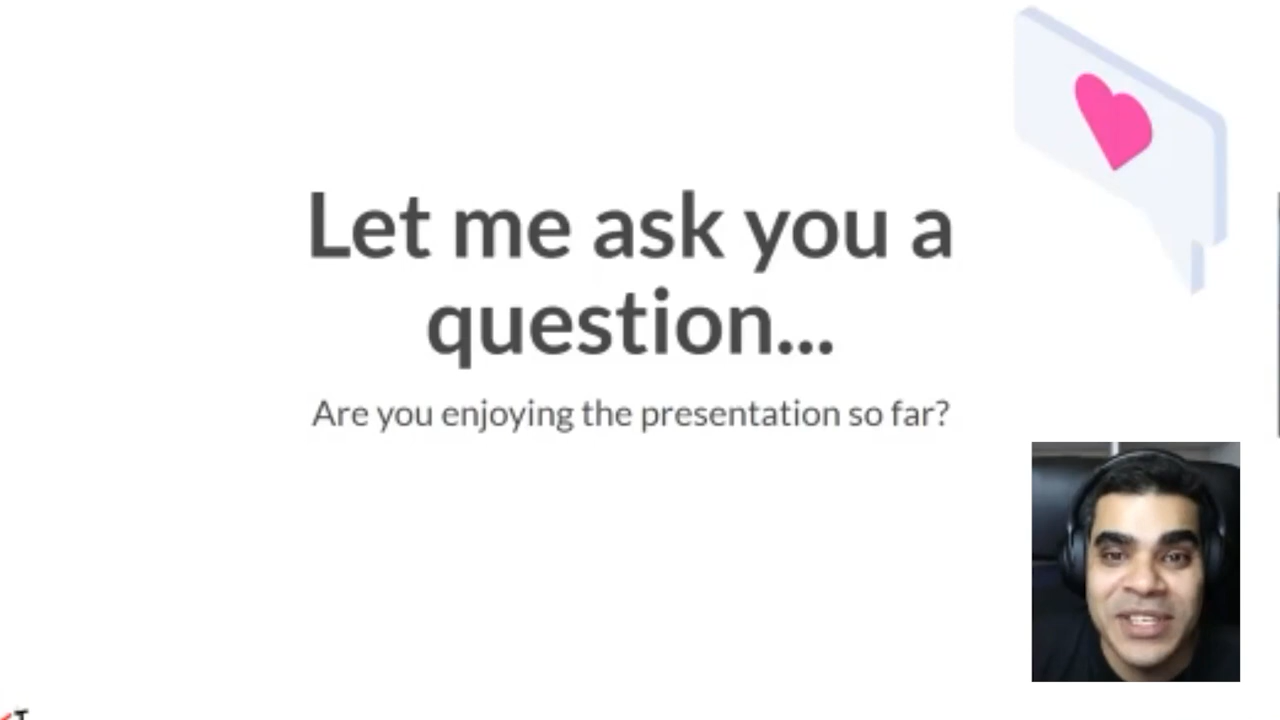 Let me ask you a
question...
Are you enjoying the presentation so far?